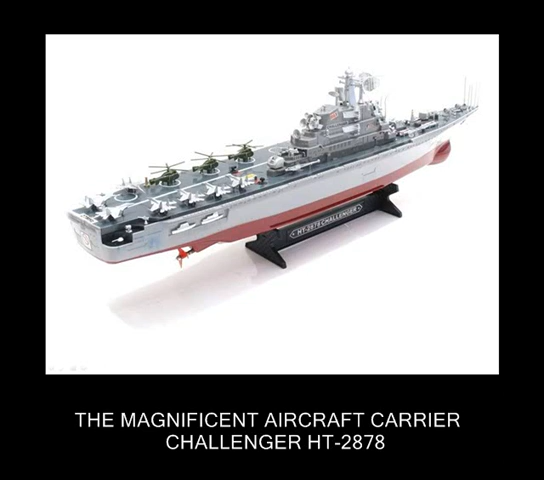 HT-2878 CHALLENGER
THE MAGNIFICENT AIRCRAFT CARRIER
CHALLENGER HT-2878